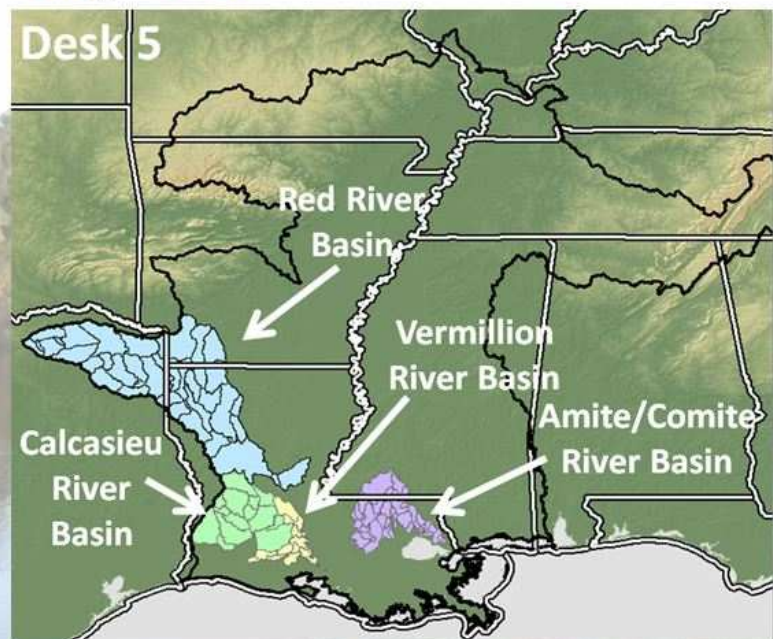 Desk 5
Red River
Basin
Vermillion
River Basin
Amite/Comite
River Basin
Calcasieu
River
Basin